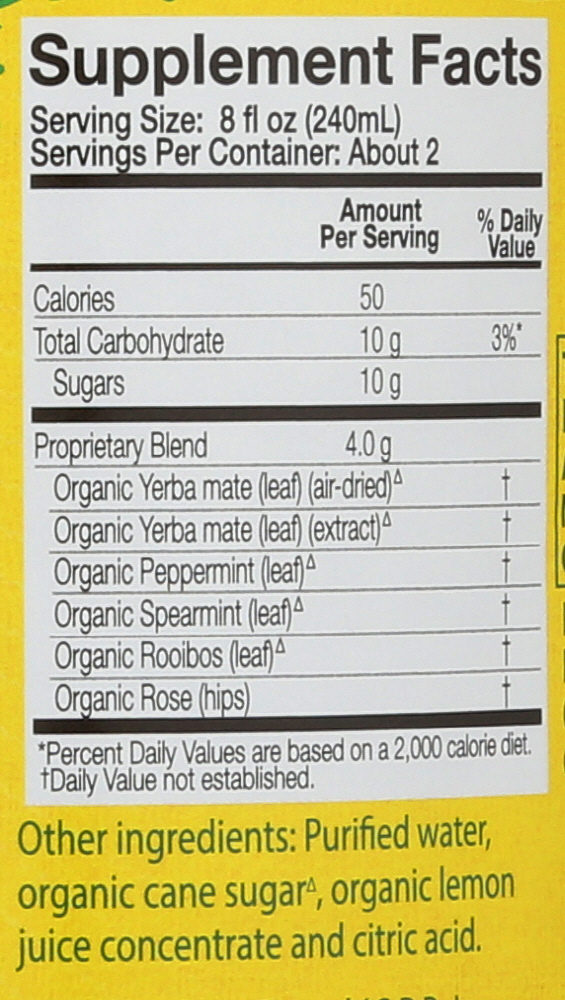 Supplement Facts
Serving Size: 8 fl oz (240mL)
Servings Per Container: About 2
Amount Per Serving % Daily Value
Calories 50
Total Carbohydrate 10 g 3%*
Sugars 10 g
Proprietary Blend 4.0 g
Organic Yerba mate (leaf) (air-dried)Δ †
Organic Yerba mate (leaf) (extract)Δ †
Organic Peppermint (leaf)Δ †
Organic Spearmint (leaf)Δ †
Organic Rooibos (leaf)Δ †
Organic Rose (hips) †
*Percent Daily Values are based on a 2,000 calorie diet.
†Daily Value not established.
Other ingredients: Purified water,
organic cane sugarΔ, organic lemon
juice concentrate and citric acid.